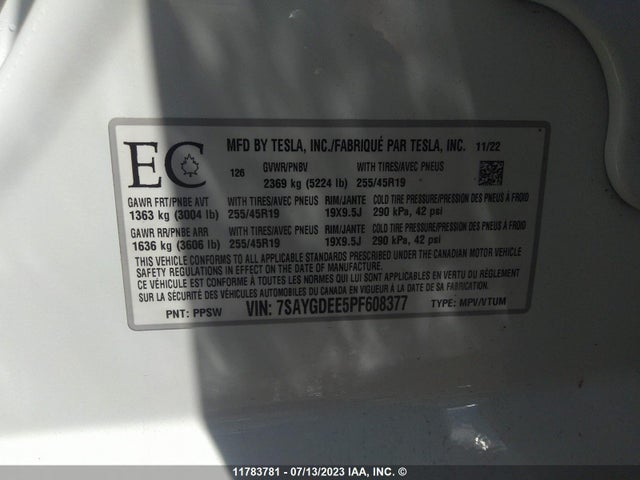 EC
MFD BY TESLA, INC./FABRIQUÉ PAR TESLA, INC. 11/22
126 GVWR/PNBV WITH TIRES/AVEC PNEUS
2369 kg (5224 lb) 255/45R19
GAWR FRT/PNBE AVT WITH TIRES/AVEC PNEUS RIM/JANTE COLD TIRE PRESSURE/PRESSION DES PNEUS À FROID
1363 kg (3004 lb) 255/45R19 19X9.5J 290 kPa, 42 psi
GAWR RR/PNBE ARR WITH TIRES/AVEC PNEUS RIM/JANTE COLD TIRE PRESSURE/PRESSION DES PNEUS À FROID
1636 kg (3606 lb) 255/45R19 19X9.5J 290 kPa, 42 psi
THIS VEHICLE CONFORMS TO ALL APPLICABLE STANDARDS PRESCRIBED UNDER THE CANADIAN MOTOR VEHICLE
SAFETY REGULATIONS IN EFFECT ON THE DATE OF MANUFACTURE / CE VÉHICULE EST CONFORME À
TOUTES LES NORMES QUI LUI SONT APPLICABLES EN VERTU DU RÈGLEMENT
SUR LA SÉCURITÉ DES VÉHICULES AUTOMOBILES DU CANADA EN VIGUEUR À LA DATE DE
SA FABRICATION
PNT: PPSW VIN: 7SAYGDEE5PF608377 TYPE: MPV/VTUM
11783781 - 07/13/2023 IAA, INC. ©